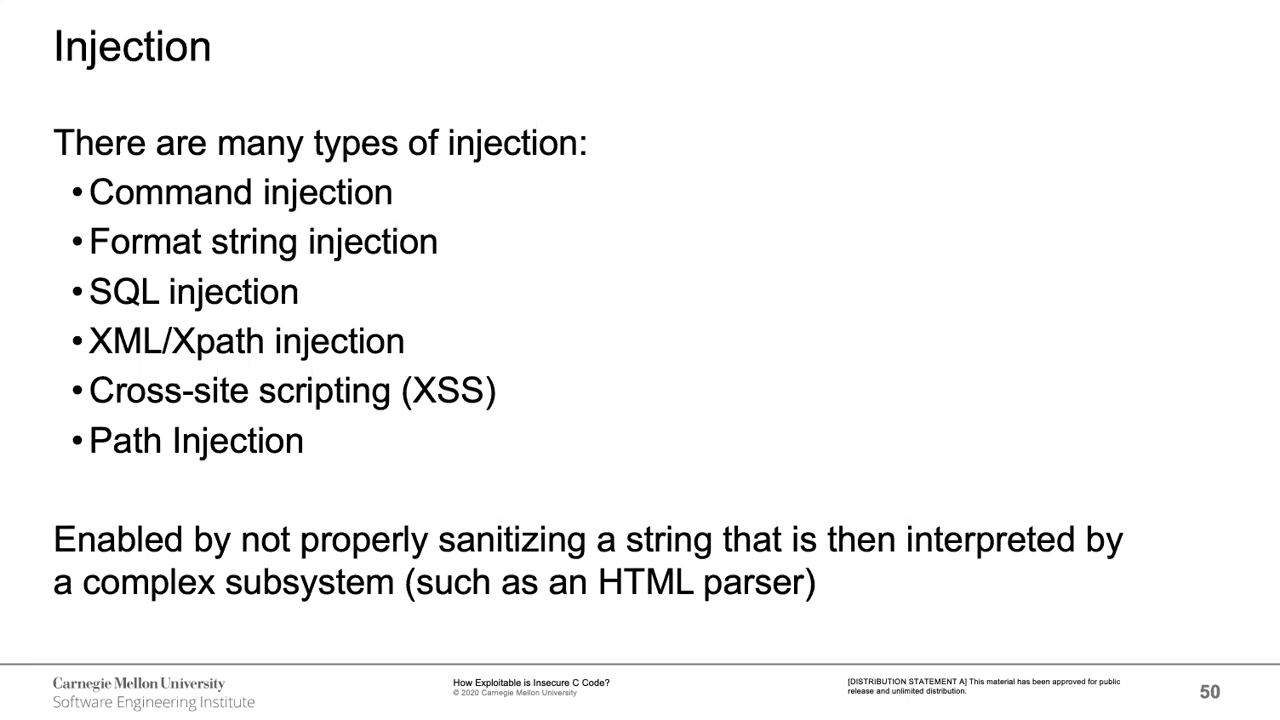 Injection
There are many types of injection:
• Command injection
• Format string injection
• SQL injection
• XML/Xpath injection
• Cross-site scripting (XSS)
• Path Injection
Enabled by not properly sanitizing a string that is then interpreted by
a complex subsystem (such as an HTML parser)
Carnegie Mellon University
Software Engineering Institute
How Exploitable is Insecure C Code?
© 2020 Carnegie Mellon University
[DISTRIBUTION STATEMENT A] This material has been approved for public
release and unlimited distribution.
50